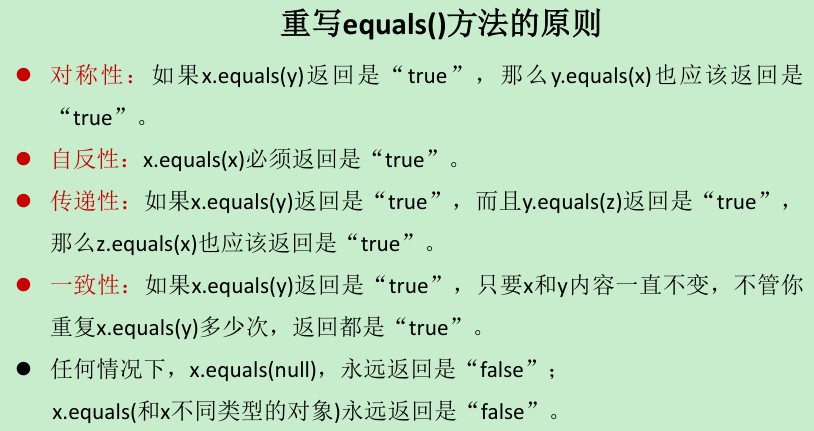 重写equals()方法的原则
● 对称性：如果x.equals(y)返回是“true”，那么y.equals(x)也应该返回是
“true”。
● 自反性：x.equals(x)必须返回是“true”。
● 传递性：如果x.equals(y)返回是“true”，而且y.equals(z)返回是“true”，
那么z.equals(x)也应该返回是“true”。
● 一致性：如果x.equals(y)返回是“true”，只要x和y内容一直不变，不管你
重复x.equals(y)多少次，返回都是“true”。
● 任何情况下，x.equals(null)，永远返回是“false”；
x.equals(和x不同类型的对象)永远返回是“false”。